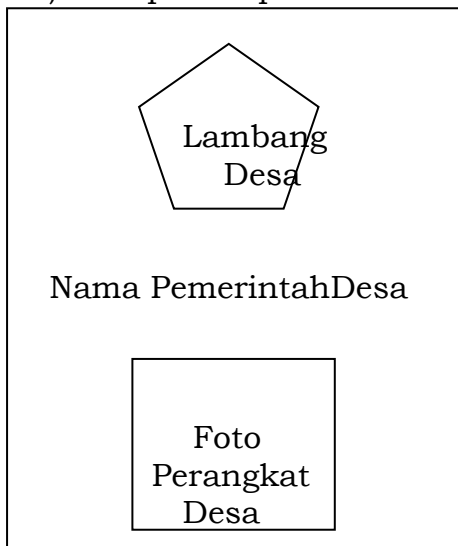 Lambang
Desa
Nama PemerintahDesa
Foto
Perangkat
Desa